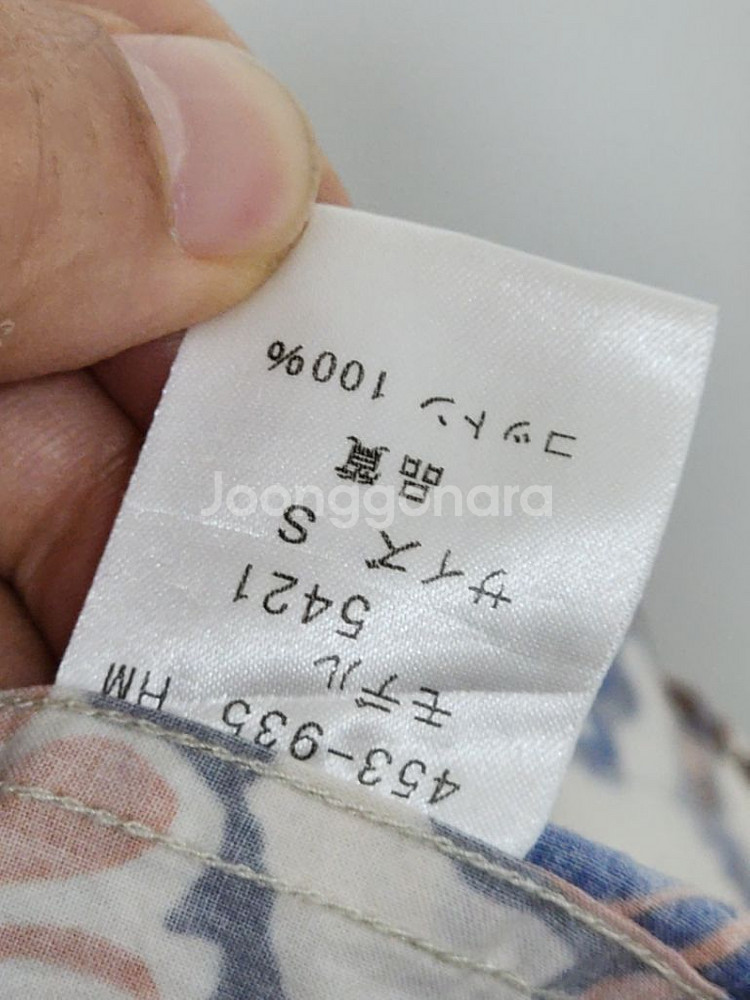 453-935 HM
モデル 5421
サイズ S
品質
コットン 100%
Joonggonara